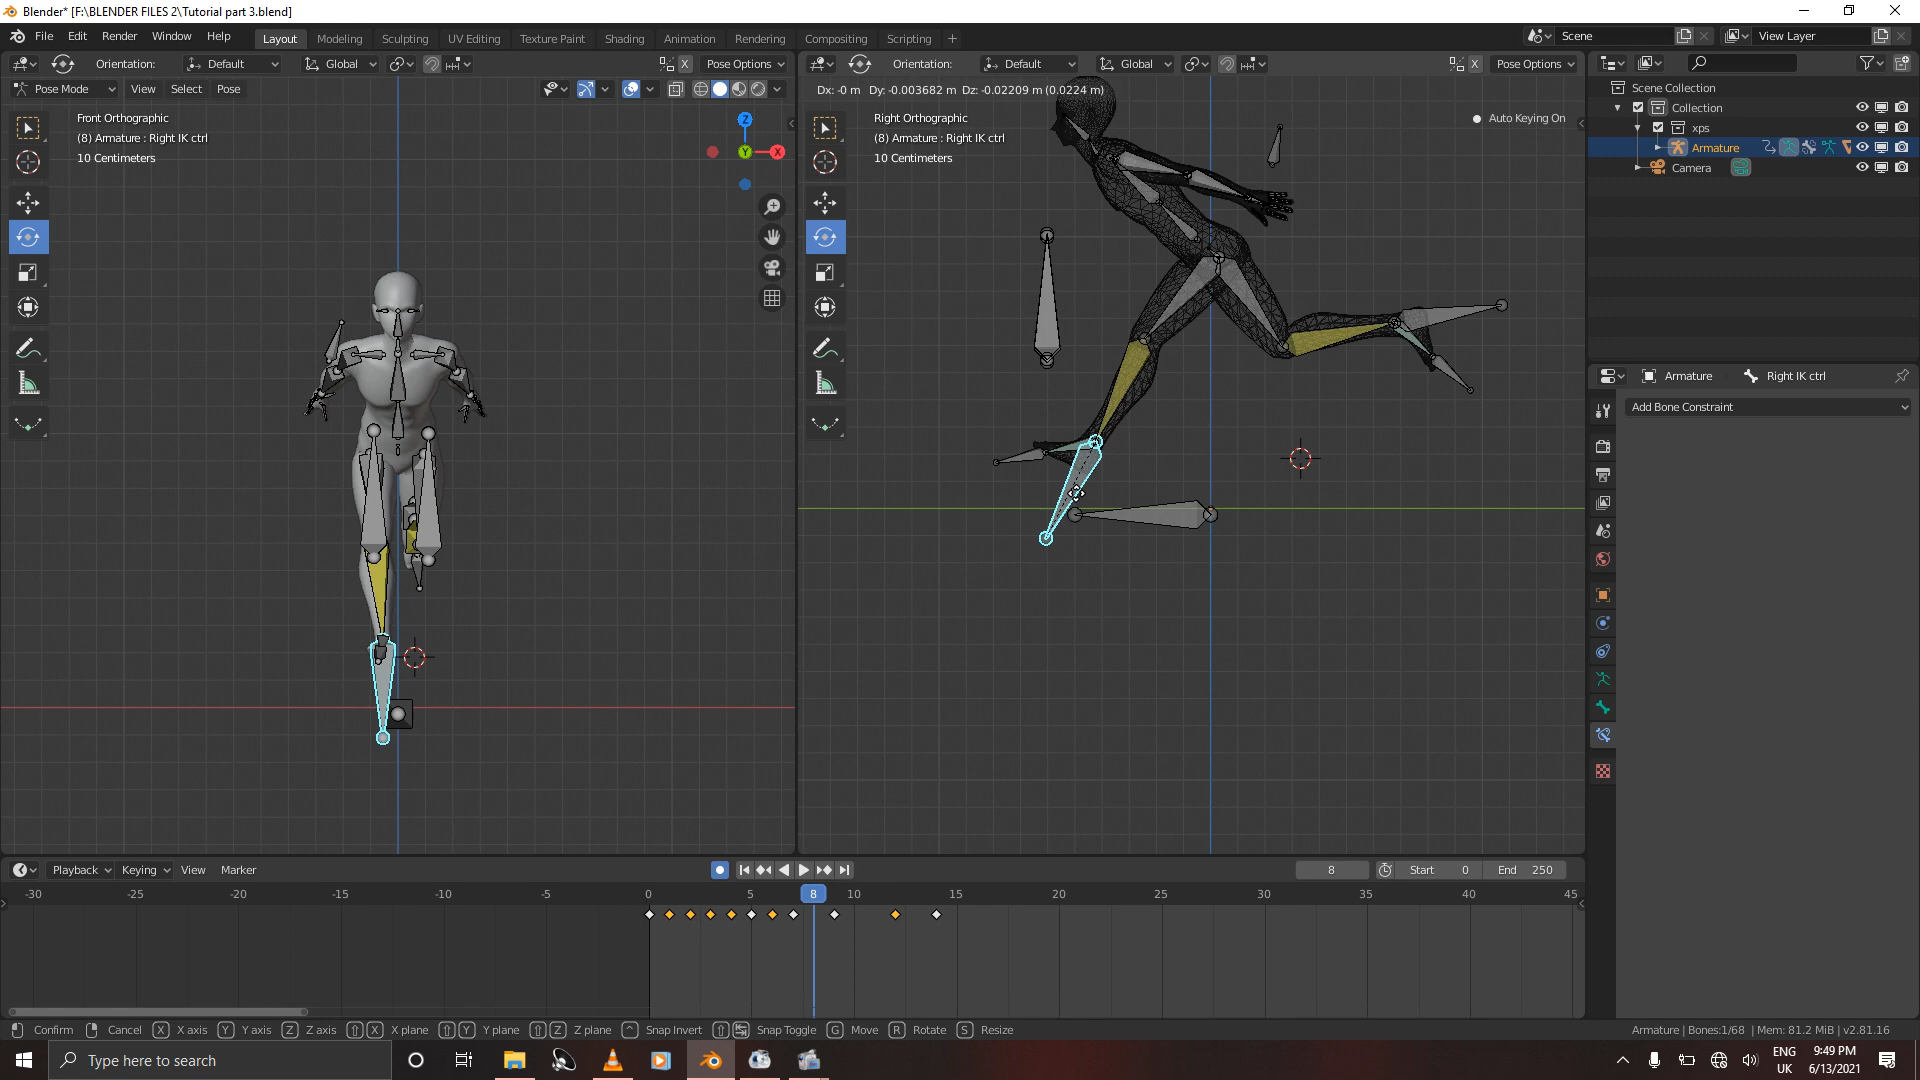 Blender* [F:\BLENDER FILES 2\Tutorial part 3.blend]
File Edit Render Window Help Layout Modeling Sculpting UV Editing Texture Paint Shading Animation Rendering Compositing Scripting + Scene View Layer
Orientation: Default Global X Pose Options
Orientation: Default Global X Pose Options
Pose Mode View Select Pose
Dx: -0 m Dy: -0.003682 m Dz: -0.02209 m (0.0224 m)
Front Orthographic
(8) Armature : Right IK ctrl
10 Centimeters
Z
Y
X
Right Orthographic
(8) Armature : Right IK ctrl
10 Centimeters
Auto Keying On
Scene Collection
Collection
xps
Armature
Camera
Armature Right IK ctrl
Add Bone Constraint
Playback Keying View Marker 8 Start 0 End 250
-30 -25 -20 -15 -10 -5 0 5 8 10 15 20 25 30 35 40 45
Confirm Cancel X X axis Y Y axis Z Z axis X X plane Y Y plane Z Z plane Snap Invert Snap Toggle G Move R Rotate S Resize Armature | Bones:1/68 | Mem: 81.2 MiB | v2.81.16
Type here to search
ENG
UK
9:49 PM
6/13/2021